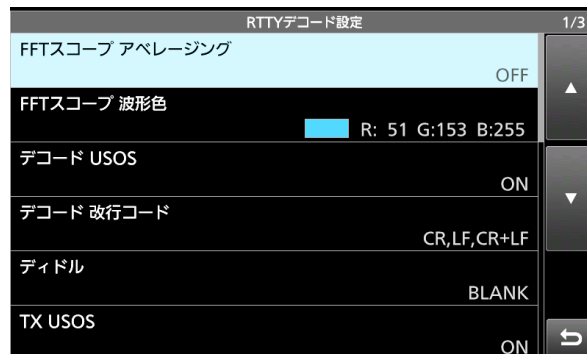 RTTYデコード設定 1/3
FFTスコープ アベレージング
OFF
FFTスコープ 波形色
R: 51 G:153 B:255
デコード USOS
ON
デコード 改行コード
CR,LF,CR+LF
ディドル
BLANK
TX USOS
ON